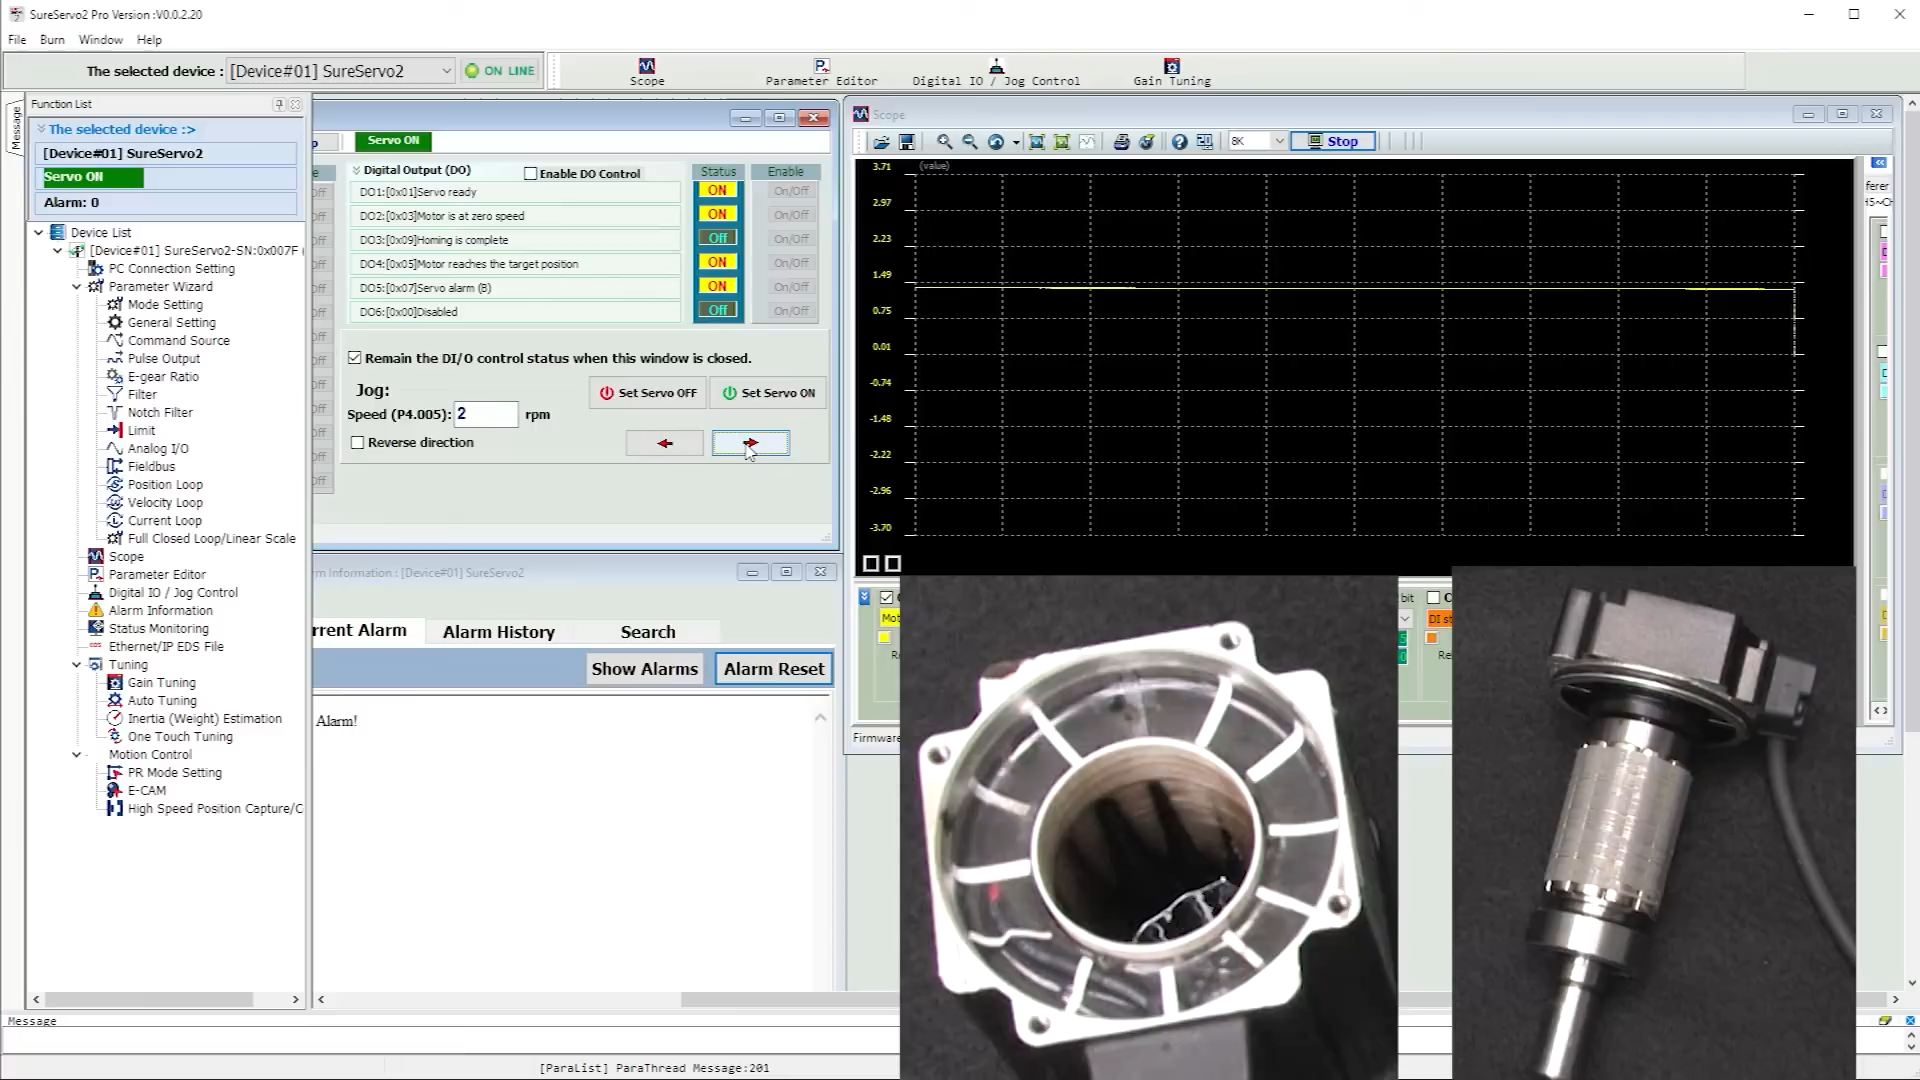 SureServo2 Pro Version :V0.0.2.20
File Burn Window Help
The selected device : [Device#01] SureServo2 ON LINE
Scope Parameter Editor Digital IO / Jog Control Gain Tuning
Message
Function List
The selected device :>
[Device#01] SureServo2
Servo ON
Alarm: 0
Device List
[Device#01] SureServo2-SN:0x007F
PC Connection Setting
Parameter Wizard
Mode Setting
General Setting
Command Source
Pulse Output
E-gear Ratio
Filter
Notch Filter
Limit
Analog I/O
Fieldbus
Position Loop
Velocity Loop
Current Loop
Full Closed Loop/Linear Scale
Scope
Parameter Editor
Digital IO / Jog Control
Alarm Information
Status Monitoring
Ethernet/IP EDS File
Tuning
Gain Tuning
Auto Tuning
Inertia (Weight) Estimation
One Touch Tuning
Motion Control
PR Mode Setting
E-CAM
High Speed Position Capture/C
Servo ON
Digital Output (DO) Enable DO Control Status Enable
DO1:[0x01]Servo ready ON On/Off
DO2:[0x03]Motor is at zero speed ON On/Off
DO3:[0x09]Homing is complete Off On/Off
DO4:[0x05]Motor reaches the target position ON On/Off
DO5:[0x07]Servo alarm (B) ON On/Off
DO6:[0x00]Disabled Off On/Off
Remain the DI/O control status when this window is closed.
Jog:
Set Servo OFF Set Servo ON
Speed (P4.005): 2 rpm
Reverse direction
m Information : [Device#01] SureServo2
rrent Alarm Alarm History Search
Show Alarms Alarm Reset
Alarm!
Scope
8K Stop
(value)
3.71
2.97
2.23
1.49
0.75
0.01
-0.74
-1.48
-2.22
-2.96
-3.70
Mot
bit
DI st
Re
Firmware
Message
[ParaList] ParaThread Message:201